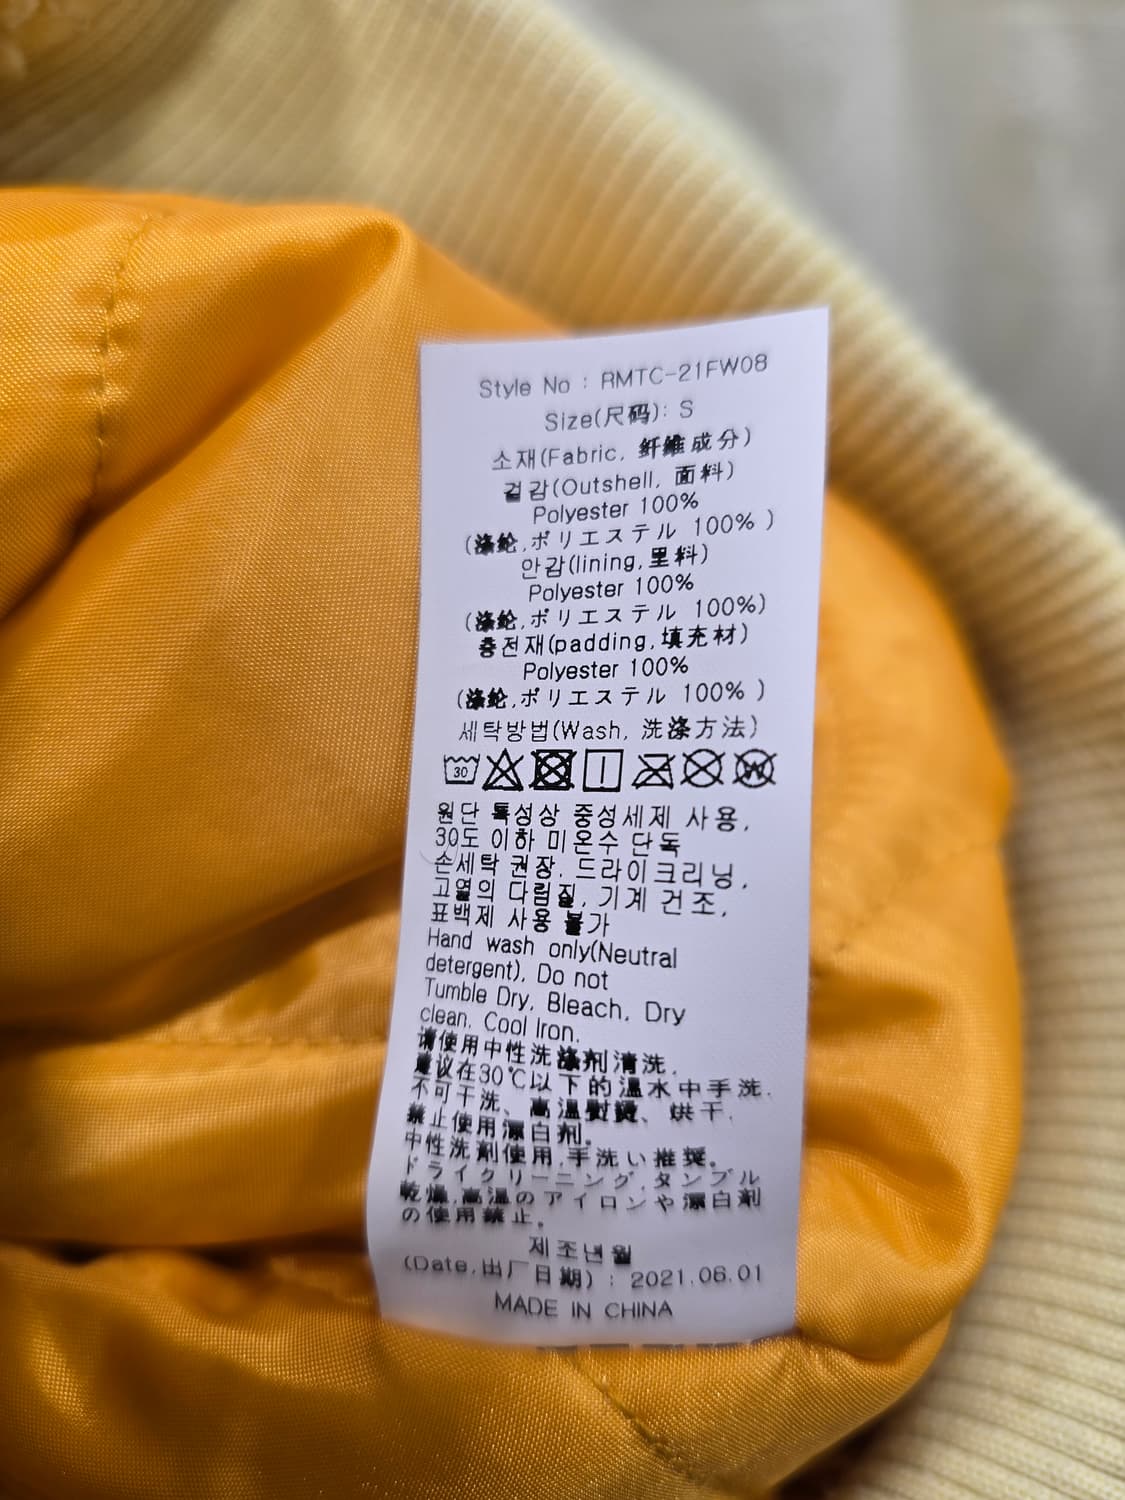 Style No : RMTC-21FW08
Size(尺码): S
소재(Fabric, 纤維成分)
겉감(Outshell, 面料)
Polyester 100%
(涤纶,ポリエステル 100% )
안감(lining,里料)
Polyester 100%
(涤纶,ポリエステル 100%)
충전재(padding,填充材)
Polyester 100%
(涤纶,ポリエステル 100% )
세탁방법(Wash, 洗涤方法)
30
W
원단 특성상 중성세제 사용,
30도 이하 미온수 단독
손세탁 권장, 드라이크리닝,
고열의 다림질, 기계 건조,
표백제 사용 불가
Hand wash only(Neutral
detergent), Do not
Tumble Dry, Bleach, Dry
clean, Cool Iron,
请使用中性洗涤剂清洗,
建议在30℃以下的温水中手洗,
不可干洗、高温熨烫、烘干,
禁止使用漂白剂。
中性洗剤使用,手洗い推奨。
ドライクリーニング,タンブル
乾燥,高温のアイロンや漂白剤
の使用禁止。
제조년월
(Date,出厂日期) : 2021.06.01
MADE IN CHINA